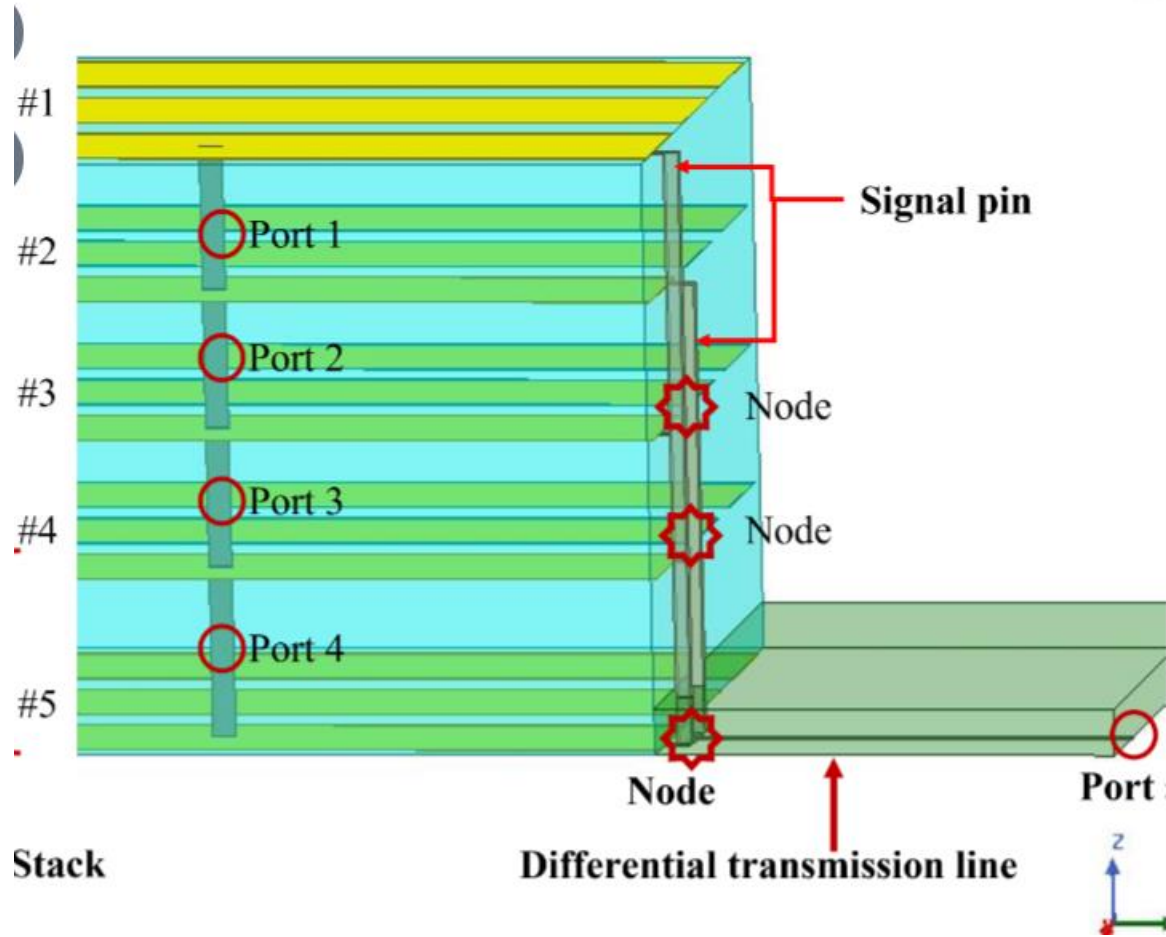 #1
Signal pin
Port 1
#2
Port 2
#3
Node
Port 3
#4
Node
Port 4
#5
Node
Port
Stack
Differential transmission line
z